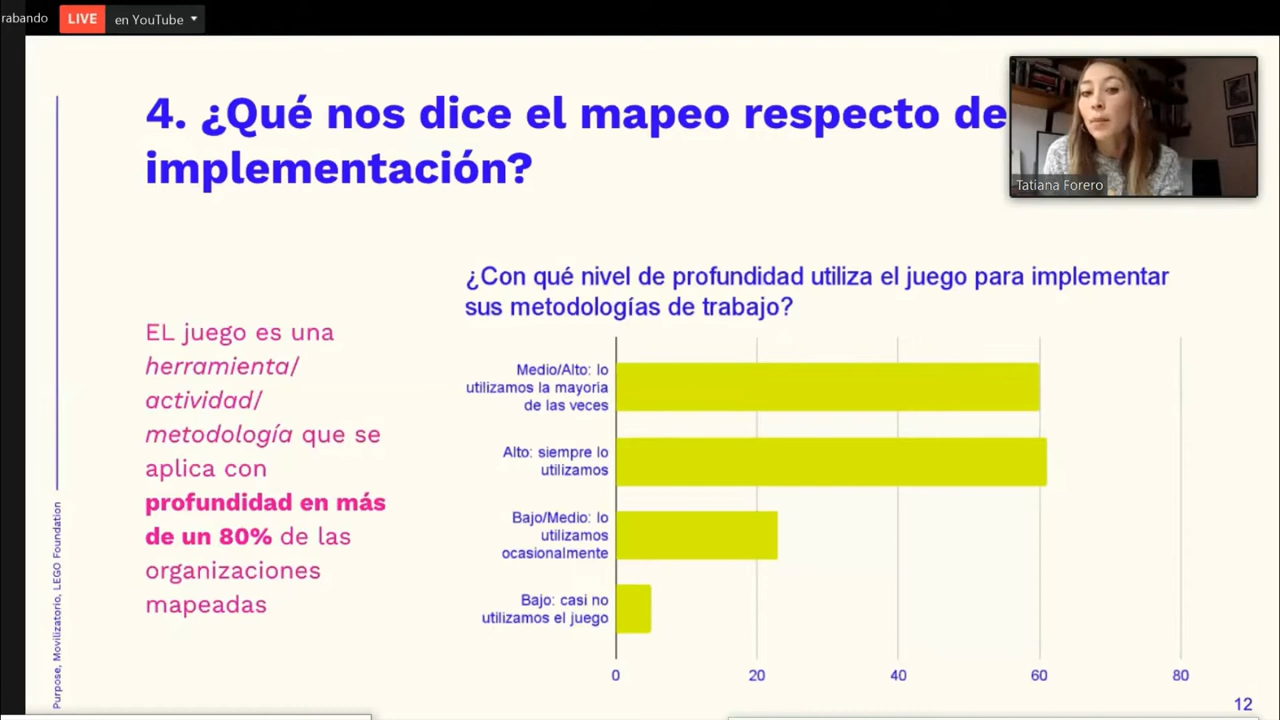 rabando
LIVE
en YouTube
4. ¿Qué nos dice el mapeo respecto de
implementación?
Tatiana Forero
¿Con qué nivel de profundidad utiliza el juego para implementar
sus metodologías de trabajo?
EL juego es una
herramienta/
actividad/
metodología que se
aplica con
profundidad en más
de un 80% de las
organizaciones
mapeadas
Medio/Alto: lo
utilizamos la mayoría
de las veces
Alto: siempre lo
utilizamos
Bajo/Medio: lo
utilizamos
ocasionalmente
Bajo: casi no
utilizamos el juego
0
20
40
60
80
Purpose, Movilizatorio, LEGO Foundation
12